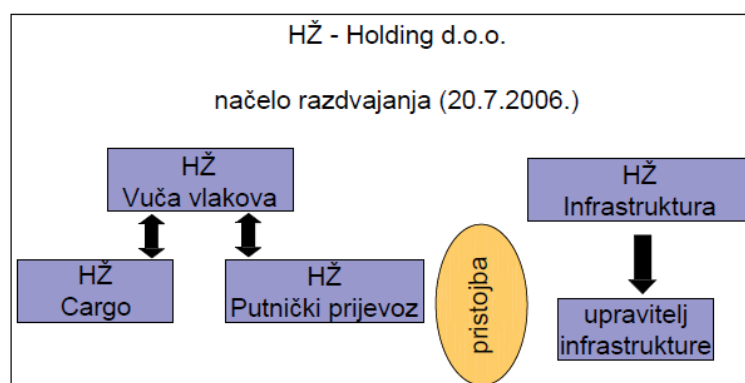 HŽ - Holding d.o.o.
načelo razdvajanja (20.7.2006.)
HŽ
Vuča vlakova
HŽ
Infrastruktura
HŽ
Cargo
HŽ
Putnički prijevoz
pristojba
upravitelj
infrastrukture